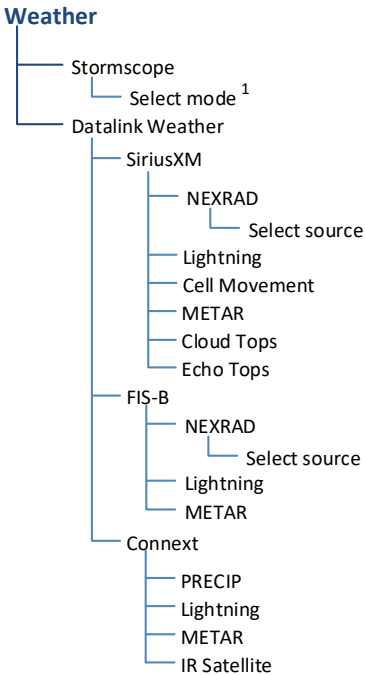 Weather
Stormscope
Select mode 1
Datalink Weather
SiriusXM
NEXRAD
Select source
Lightning
Cell Movement
METAR
Cloud Tops
Echo Tops
FIS-B
NEXRAD
Select source
Lightning
METAR
Connext
PRECIP
Lightning
METAR
IR Satellite